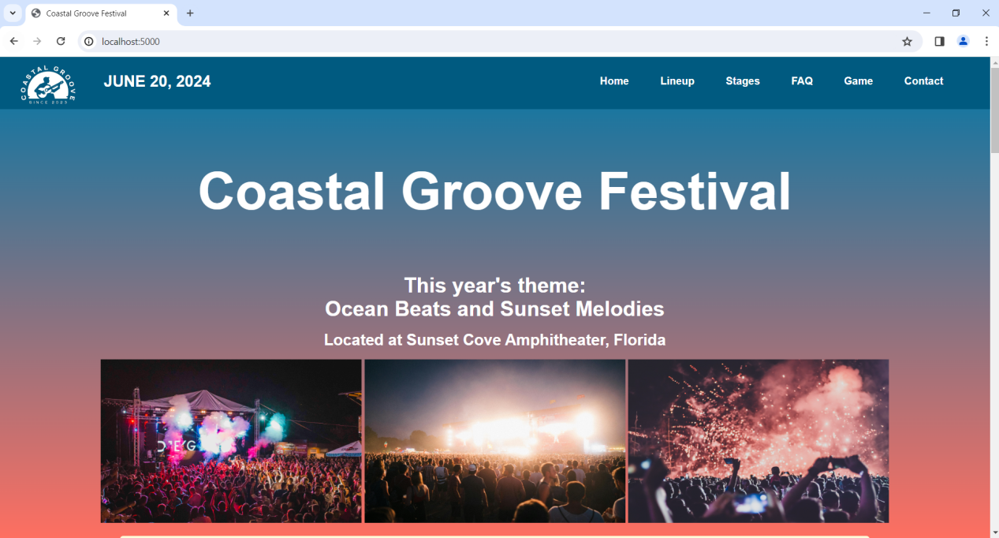 Coastal Groove Festival
localhost:5000
COASTAL GROOVE
SINCE 2023
JUNE 20, 2024
Home
Lineup
Stages
FAQ
Game
Contact
Coastal Groove Festival
This year's theme:
Ocean Beats and Sunset Melodies
Located at Sunset Cove Amphitheater, Florida